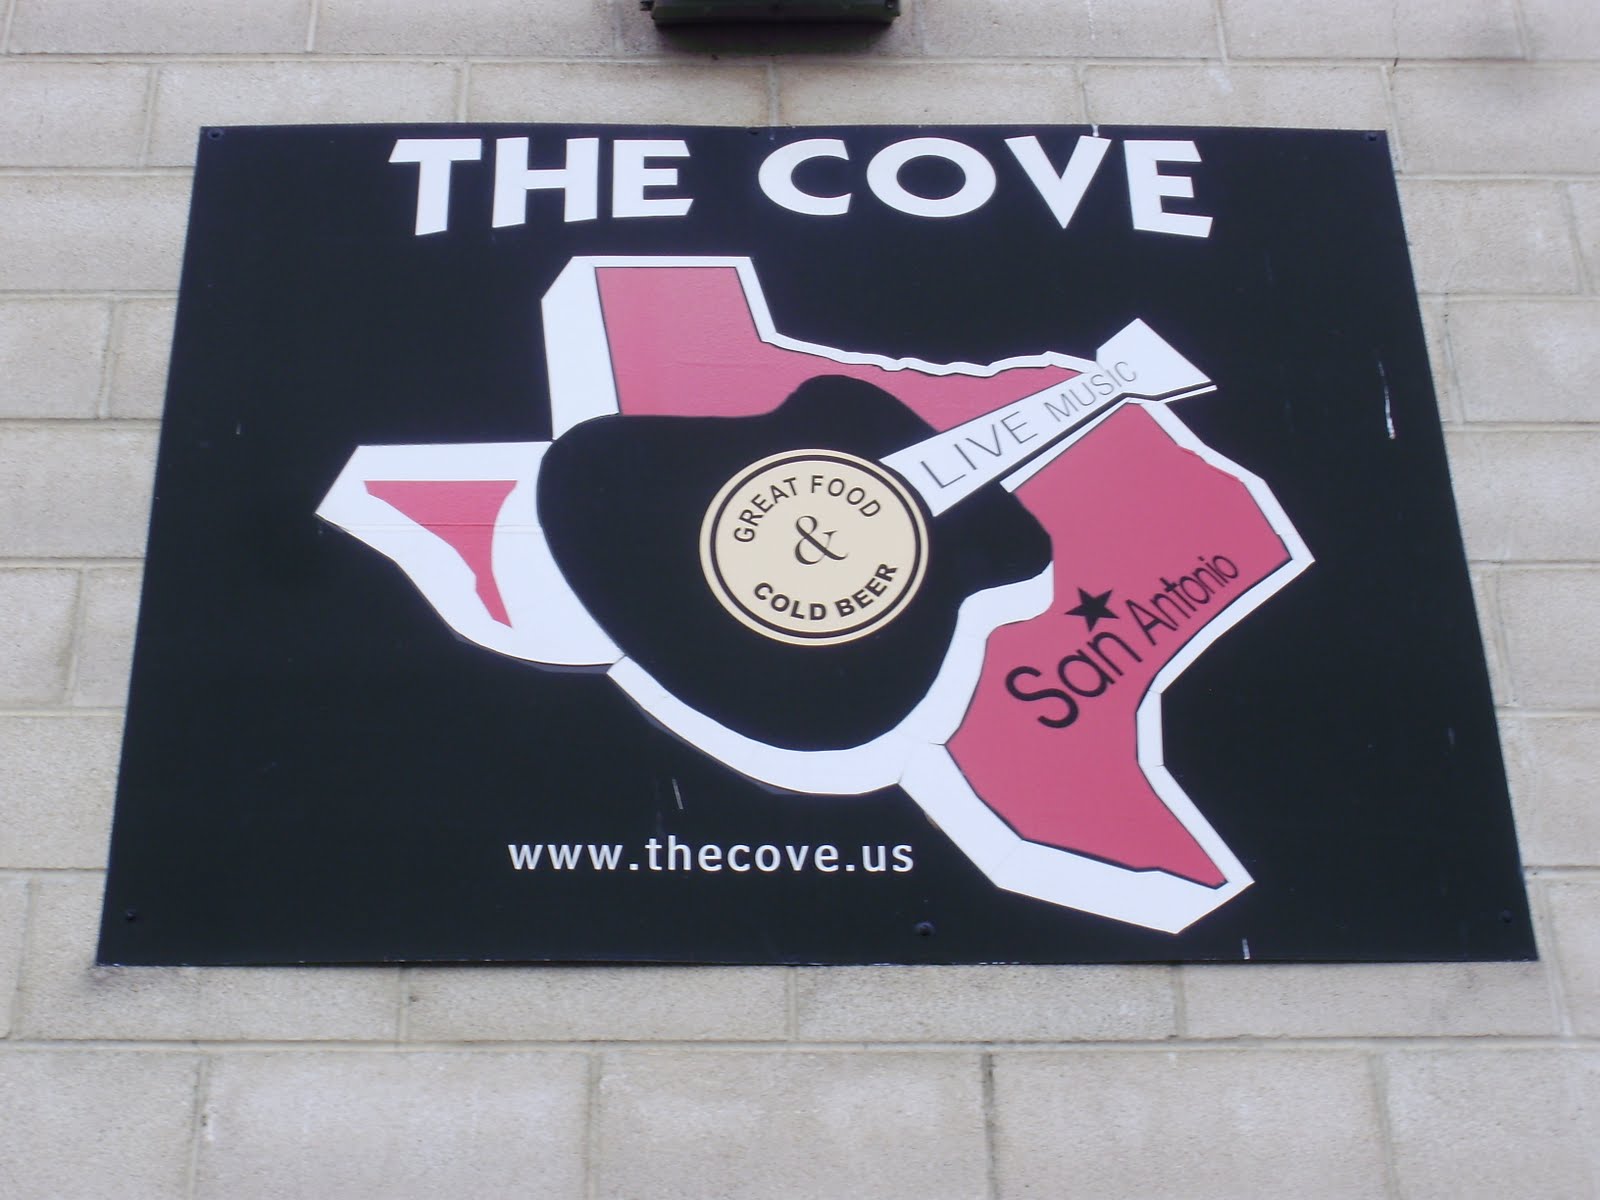 THE COVE
LIVE MUSIC
GREAT FOOD
&
COLD BEER
San Antonio
www.thecove.us